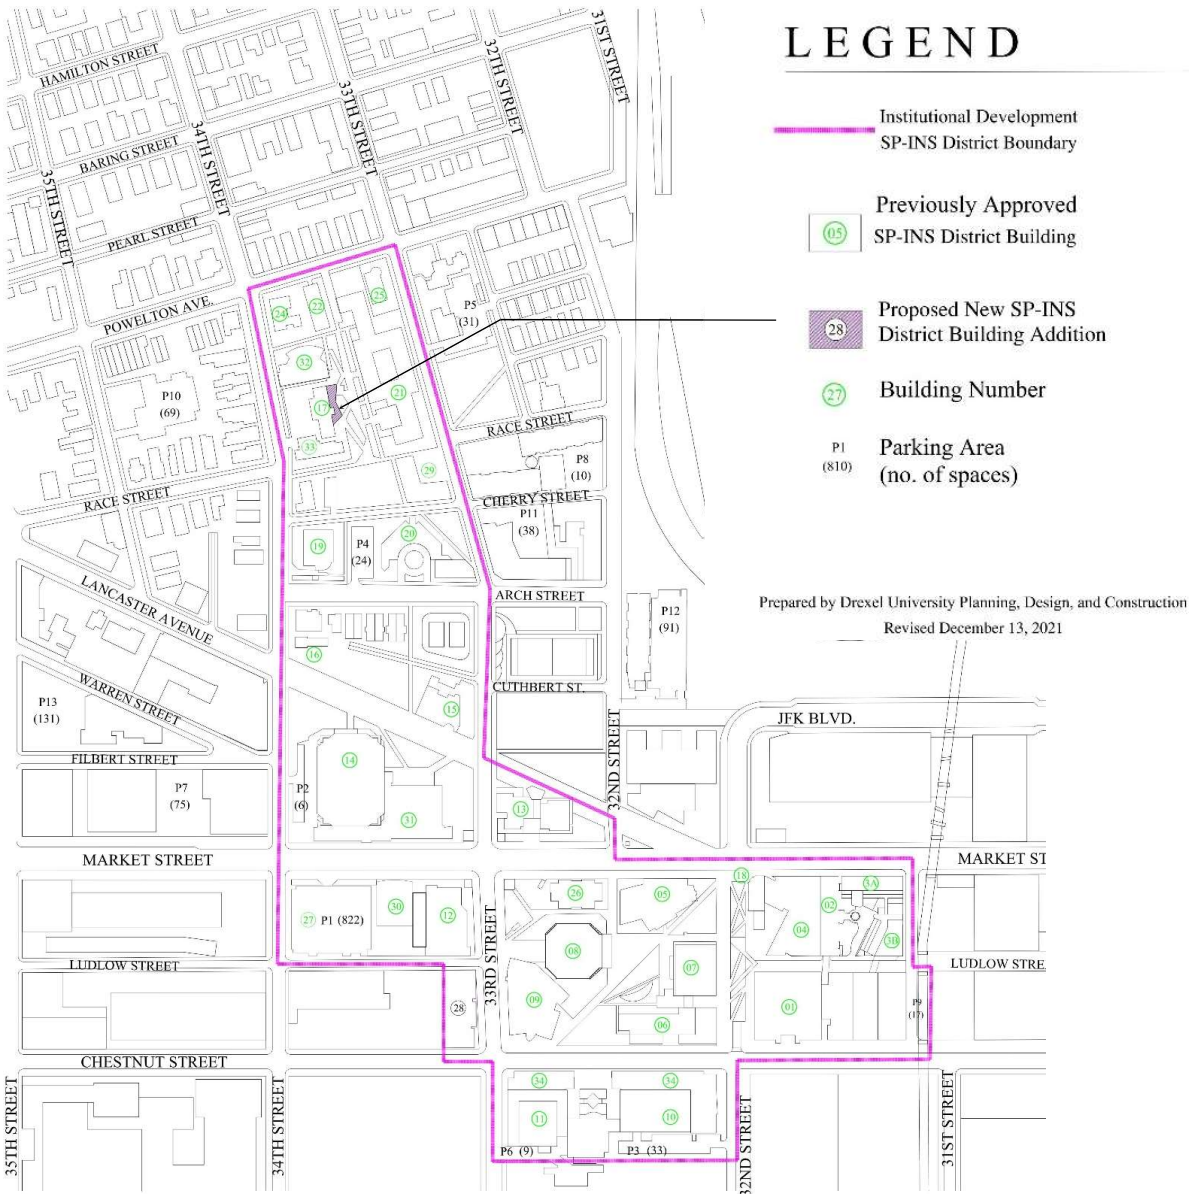 LEGEND
Institutional Development
SP-INS District Boundary
05
Previously Approved
SP-INS District Building
28
Proposed New SP-INS
District Building Addition
27
Building Number
P1
(810)
Parking Area
(no. of spaces)
Prepared by Drexel University Planning, Design, and Construction
Revised December 13, 2021
HAMILTON STREET
31ST STREET
32TH STREET
33TH STREET
34TH STREET
35TH STREET
BARING STREET
PEARL STREET
POWELTON AVE.
24
22
25
P5
(31)
32
P10
(69)
17
21
33
RACE STREET
29
P8
(10)
RACE STREET
CHERRY STREET
P11
(38)
19
P4
(24)
20
LANCASTER AVENUE
ARCH STREET
P12
(91)
16
WARREN STREET
CUTHBERT ST.
P13
(131)
15
32ND STREET
JFK BLVD.
FILBERT STREET
14
P7
(75)
P2
(6)
31
13
MARKET STREET
MARKET ST
18
3A
27
P1 (822)
30
12
26
05
02
04
3B
08
07
33RD STREET
LUDLOW STREET
LUDLOW STRE
09
06
01
P9
(17)
28
CHESTNUT STREET
34
34
11
10
P6 (9)
P3 (33)
35TH STREET
34TH STREET
32ND STREET
31ST STREET